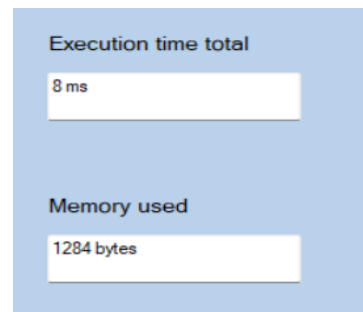 Execution time total
8 ms
Memory used
1284 bytes